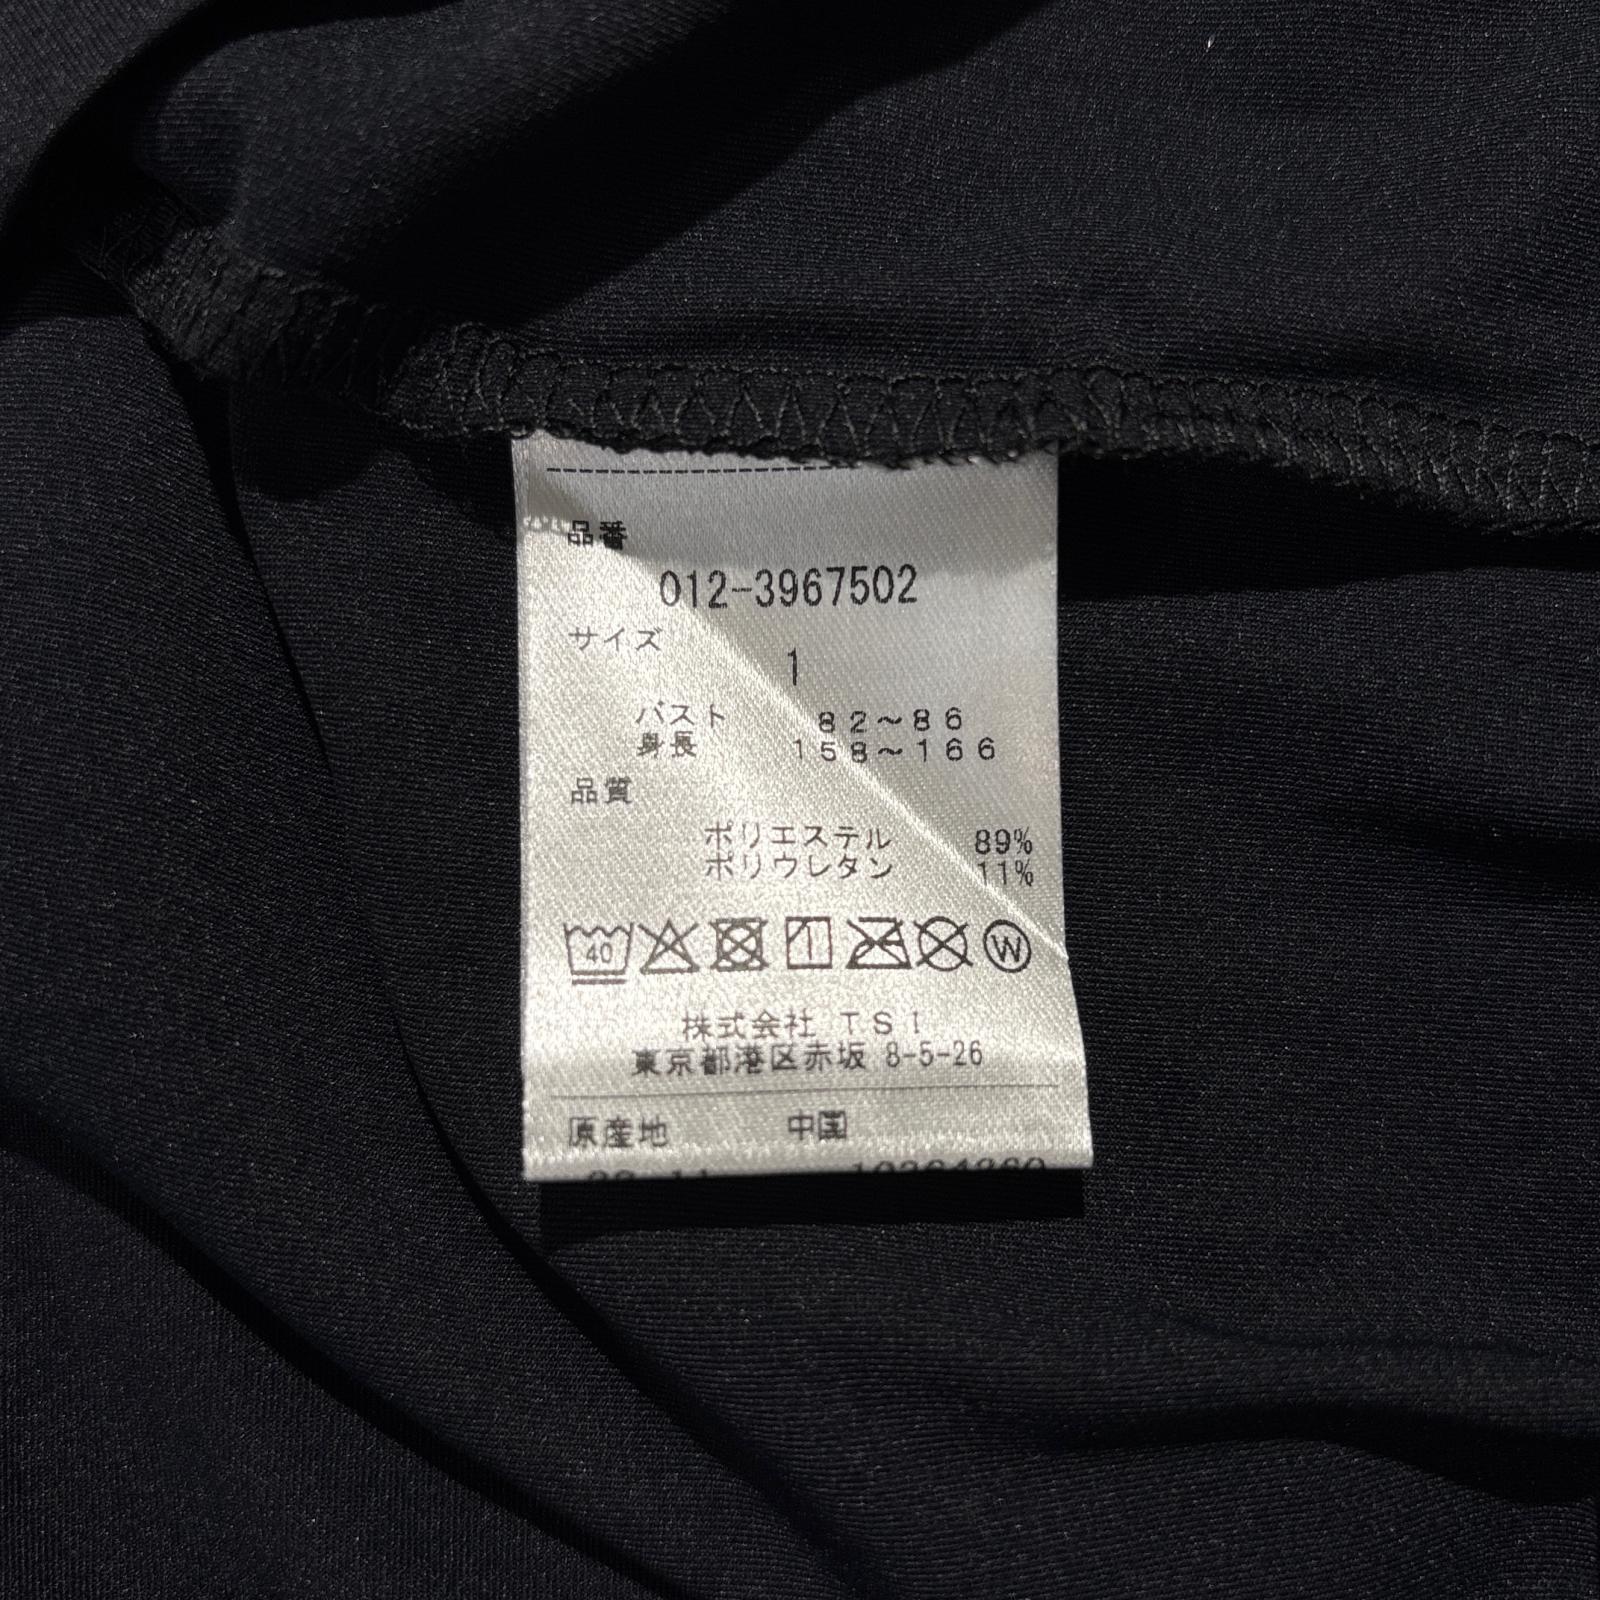 品番
012-3967502
サイズ
1
バスト 82～86
身長 158～166
品質
ポリエステル 89%
ポリウレタン 11%
40 W
株式会社 TSI
東京都港区赤坂 8-5-26
原産地 中国